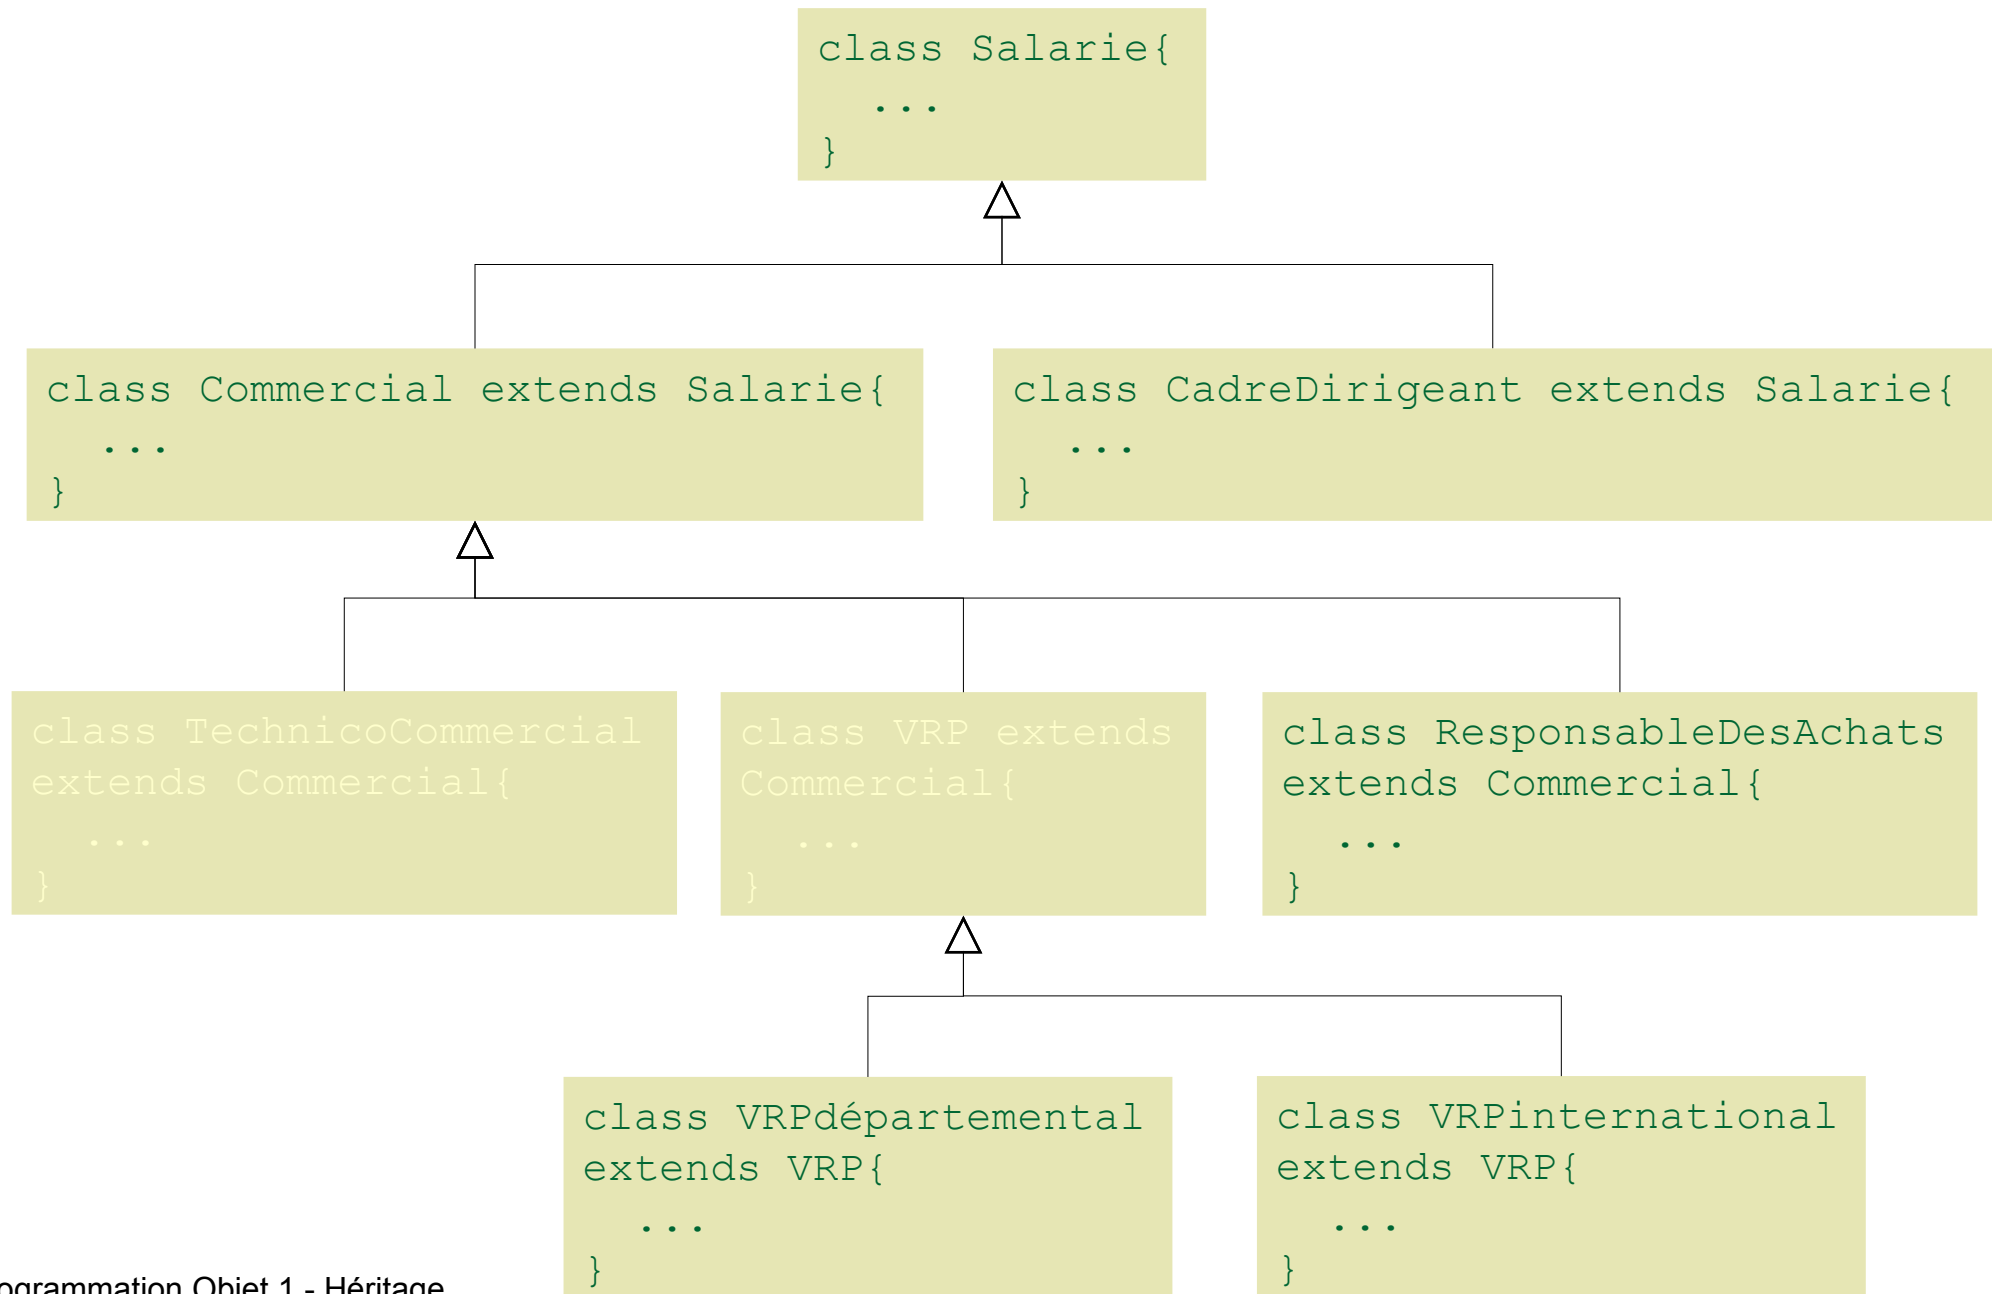 class Salarie{
...
}
class Commercial extends Salarie{
...
}
class CadreDirigeant extends Salarie{
...
}
class TechnicoCommercial
extends Commercial{
...
}
class VRP extends
Commercial{
...
}
class ResponsableDesAchats
extends Commercial{
...
}
class VRPdépartemental
extends VRP{
...
}
class VRPinternational
extends VRP{
...
}
ogrammation Objet 1 - Héritage